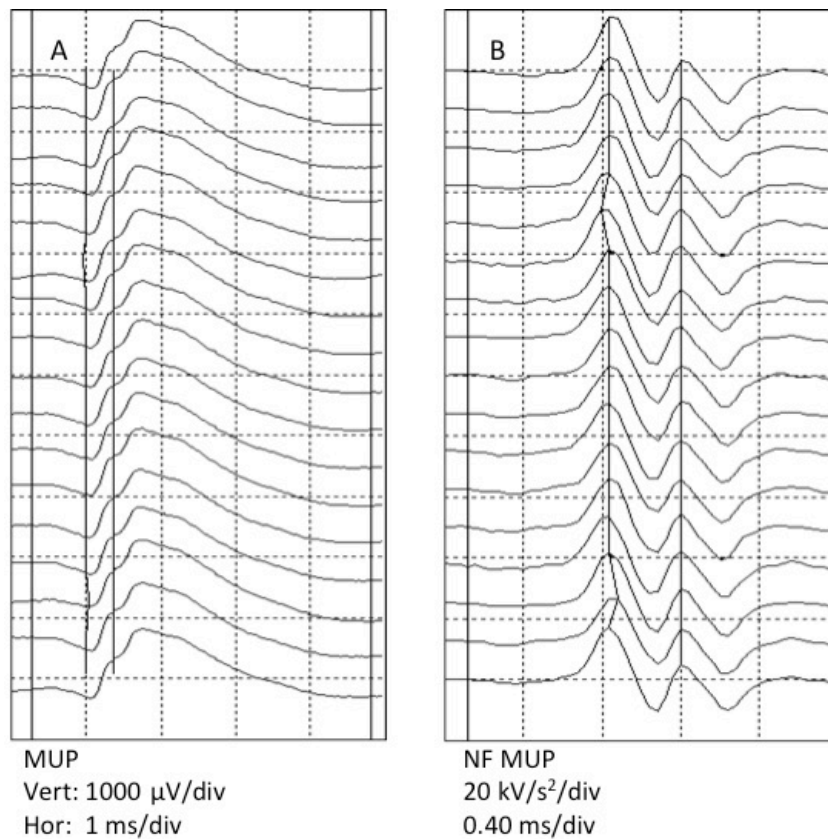 A
B
MUP
Vert: 1000 µV/div
Hor: 1 ms/div
NF MUP
20 kV/s²/div
0.40 ms/div